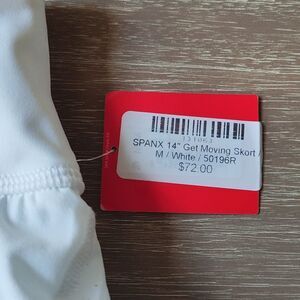 SPANX 14" Get Moving Skort /
M / White / 50196R
$72.00